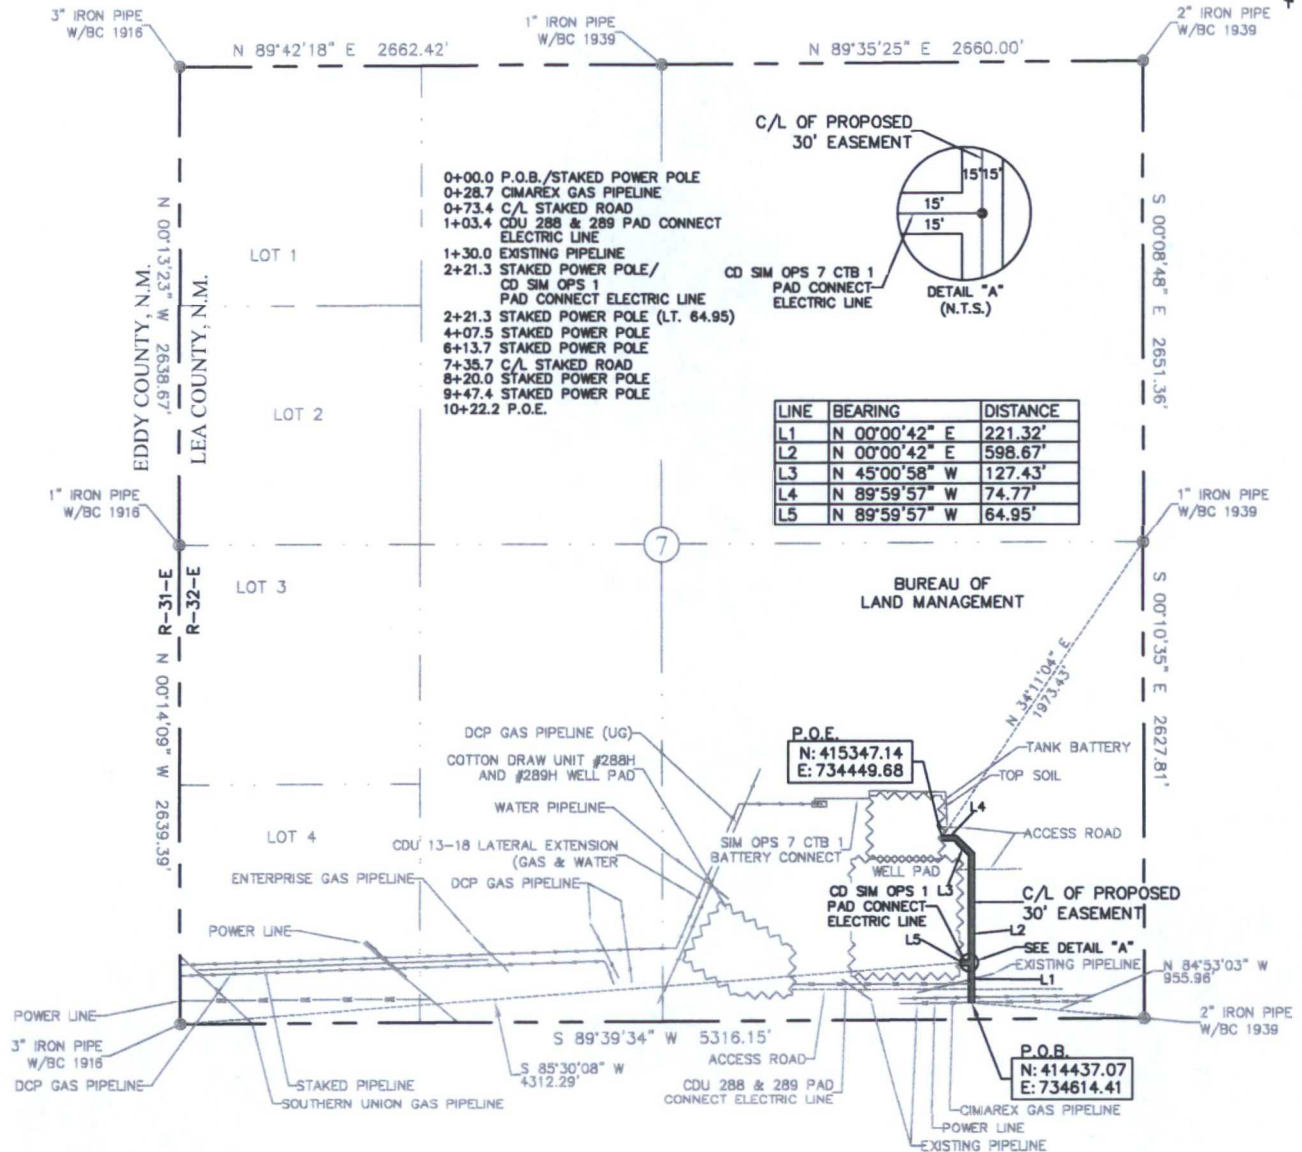 3" IRON PIPE
W/BC 1916
1" IRON PIPE
W/BC 1939
2" IRON PIPE
W/BC 1939
N 89°42'18" E 2662.42'
N 89°35'25" E 2660.00'
C/L OF PROPOSED
30' EASEMENT
15' 15'
15'
15'
CD SIM OPS 7 CTB 1
PAD CONNECT
ELECTRIC LINE
DETAIL "A"
(N.T.S.)
0+00.0 P.O.B./STAKED POWER POLE
0+28.7 CIMAREX GAS PIPELINE
0+73.4 C/L STAKED ROAD
1+03.4 CDU 288 & 289 PAD CONNECT
ELECTRIC LINE
1+30.0 EXISTING PIPELINE
2+21.3 STAKED POWER POLE/
CD SIM OPS 1
PAD CONNECT ELECTRIC LINE
2+21.3 STAKED POWER POLE (LT. 64.95)
4+07.5 STAKED POWER POLE
6+13.7 STAKED POWER POLE
7+35.7 C/L STAKED ROAD
8+20.0 STAKED POWER POLE
9+47.4 STAKED POWER POLE
10+22.2 P.O.E.
N 00°13'23" W 2638.67'
EDDY COUNTY, N.M.
LEA COUNTY, N.M.
LOT 1
LOT 2
S 00°08'48" E 2651.36'
LINE BEARING DISTANCE
L1 N 00°00'42" E 221.32'
L2 N 00°00'42" E 598.67'
L3 N 45°00'58" W 127.43'
L4 N 89°59'57" W 74.77'
L5 N 89°59'57" W 64.95'
1" IRON PIPE
W/BC 1916
1" IRON PIPE
W/BC 1939
7
LOT 3
R-31-E
R-32-E
BUREAU OF
LAND MANAGEMENT
N 00°14'09" W 2639.39'
S 00°10'35" E 2627.81'
N 34°11'04" E
1973.43'
DCP GAS PIPELINE (UG)
COTTON DRAW UNIT #288H
AND #289H WELL PAD
WATER PIPELINE
P.O.E.
N: 415347.14
E: 734449.68
TANK BATTERY
TOP SOIL
L4
ACCESS ROAD
LOT 4
CDU 13-18 LATERAL EXTENSION
(GAS & WATER
SIM OPS 7 CTB 1
BATTERY CONNECT
ENTERPRISE GAS PIPELINE
DCP GAS PIPELINE
WELL PAD
L3
CD SIM OPS 1
PAD CONNECT
ELECTRIC LINE
C/L OF PROPOSED
30' EASEMENT
POWER LINE
L2
L5
SEE DETAIL "A"
EXISTING PIPELINE
L1
N 84°53'03" W
955.96'
POWER LINE
3" IRON PIPE
W/BC 1916
DCP GAS PIPELINE
S 89°39'34" W 5316.15'
2" IRON PIPE
W/BC 1939
S 85°30'08" W
4312.29'
ACCESS ROAD
CDU 288 & 289 PAD
CONNECT ELECTRIC LINE
P.O.B.
N: 414437.07
E: 734614.41
STAKED PIPELINE
SOUTHERN UNION GAS PIPELINE
CIMAREX GAS PIPELINE
POWER LINE
EXISTING PIPELINE